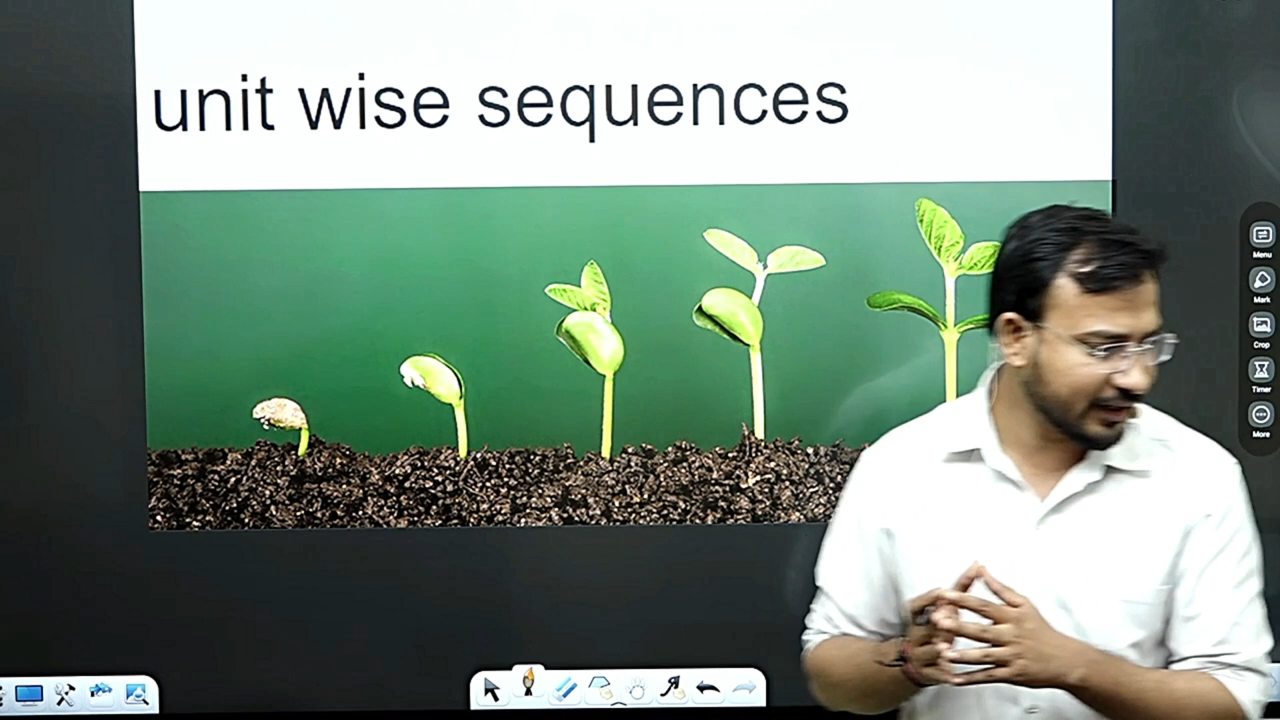 unit wise sequences
Menu
Mark
Crop
Timer
More